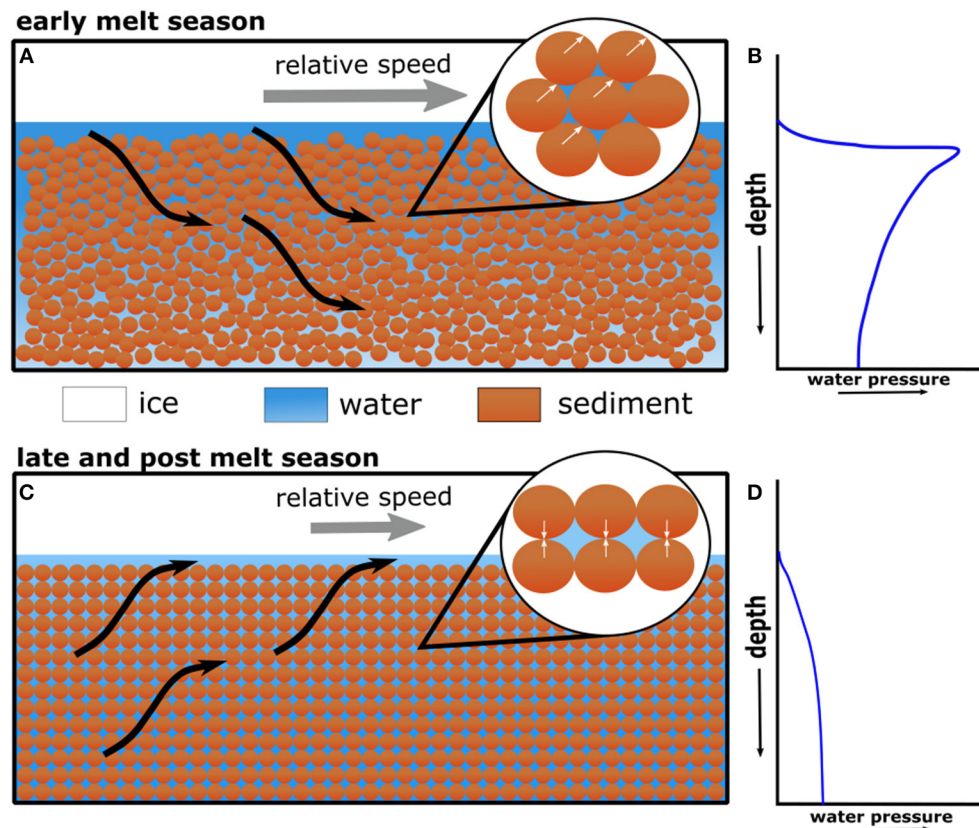 early melt season
A
relative speed
B
depth
water pressure
ice
water
sediment
late and post melt season
C
relative speed
D
depth
water pressure